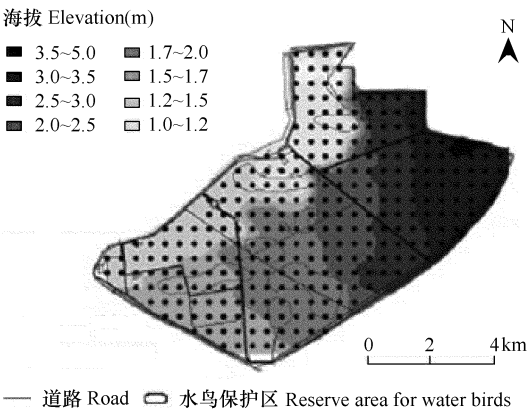 海拔 Elevation(m)
3.5~5.0 1.7~2.0
3.0~3.5 1.5~1.7
2.5~3.0 1.2~1.5
2.0~2.5 1.0~1.2
N
0 2 4 km
道路 Road 水鸟保护区 Reserve area for water birds